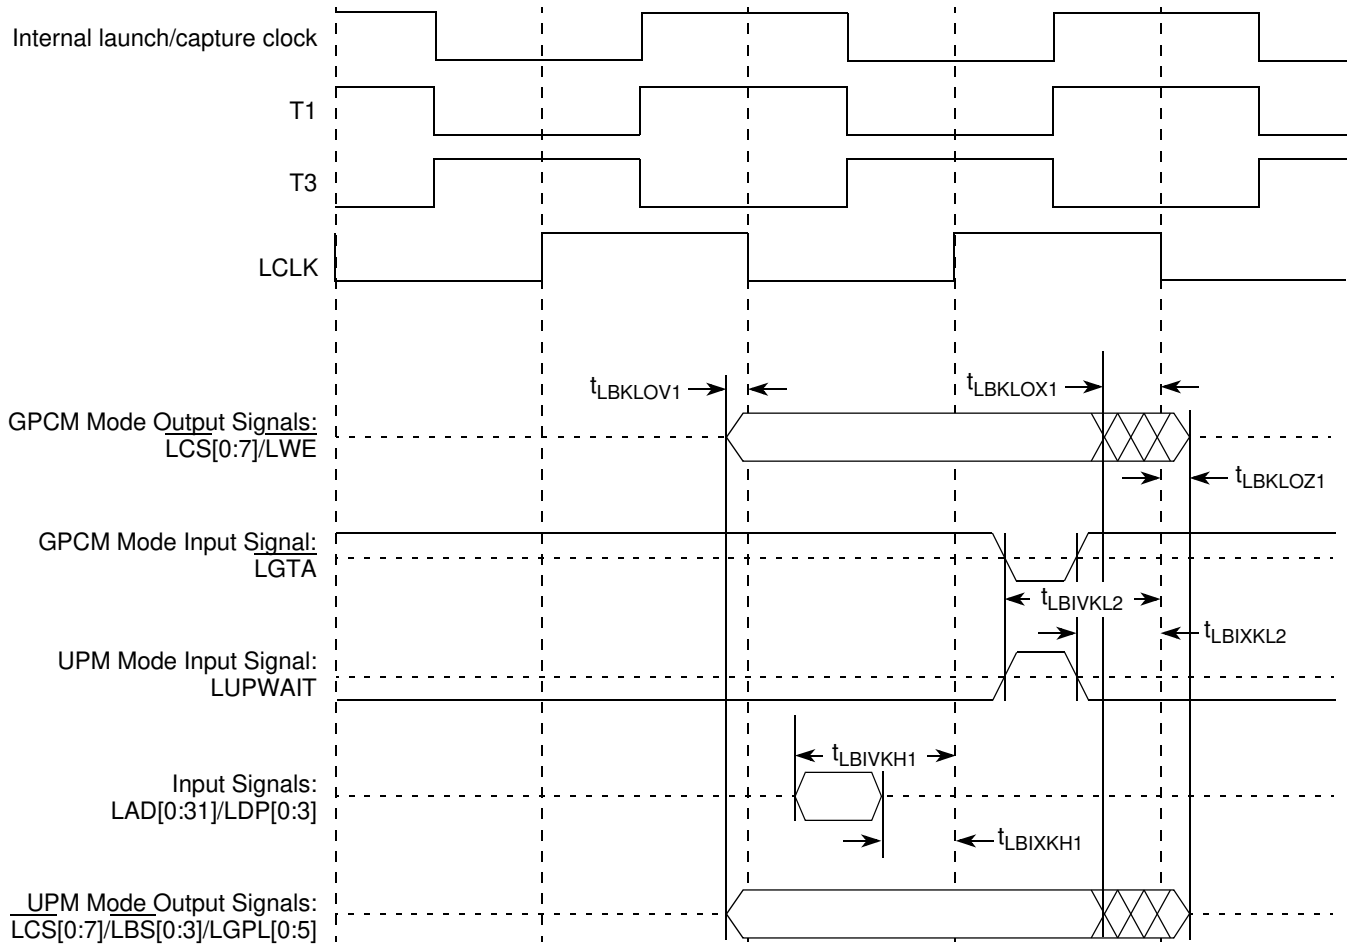 Internal launch/capture clock
T1
T3
LCLK
tLBKLOV1
tLBKLOX1
GPCM Mode Output Signals:
LCS[0:7]/LWE
tLBKLOZ1
GPCM Mode Input Signal:
LGTA
tLBIVKL2
tLBIXKL2
UPM Mode Input Signal:
LUPWAIT
tLBIVKH1
Input Signals:
LAD[0:31]/LDP[0:3]
tLBIXKH1
UPM Mode Output Signals:
LCS[0:7]/LBS[0:3]/LGPL[0:5]